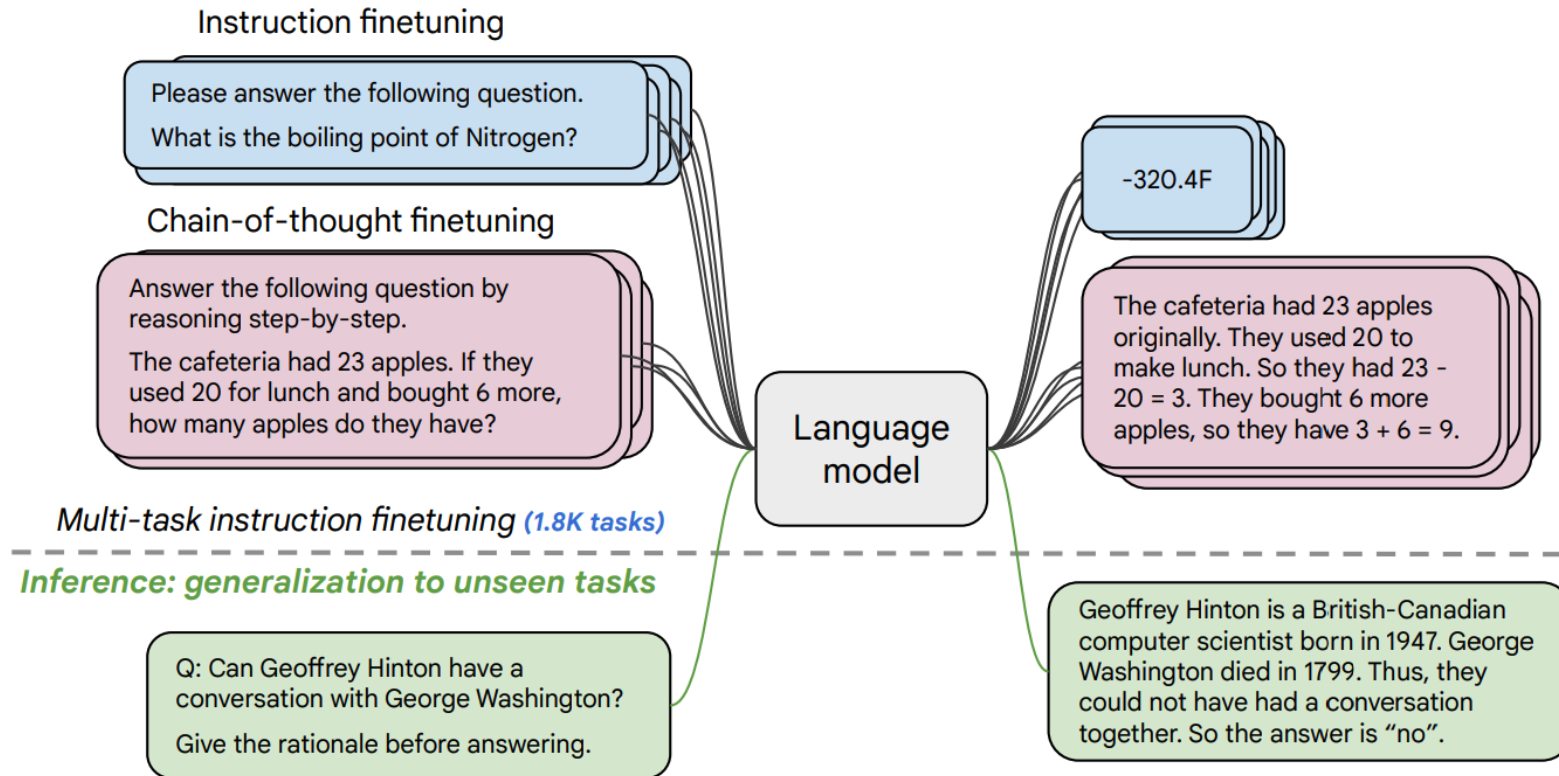 Instruction finetuning
Please answer the following question.
What is the boiling point of Nitrogen?
-320.4F
Chain-of-thought finetuning
Answer the following question by
reasoning step-by-step.
The cafeteria had 23 apples. If they
used 20 for lunch and bought 6 more,
how many apples do they have?
Language
model
The cafeteria had 23 apples
originally. They used 20 to
make lunch. So they had 23 -
20 = 3. They bought 6 more
apples, so they have 3 + 6 = 9.
Multi-task instruction finetuning (1.8K tasks)
Inference: generalization to unseen tasks
Q: Can Geoffrey Hinton have a
conversation with George Washington?
Give the rationale before answering.
Geoffrey Hinton is a British-Canadian
computer scientist born in 1947. George
Washington died in 1799. Thus, they
could not have had a conversation
together. So the answer is “no”.